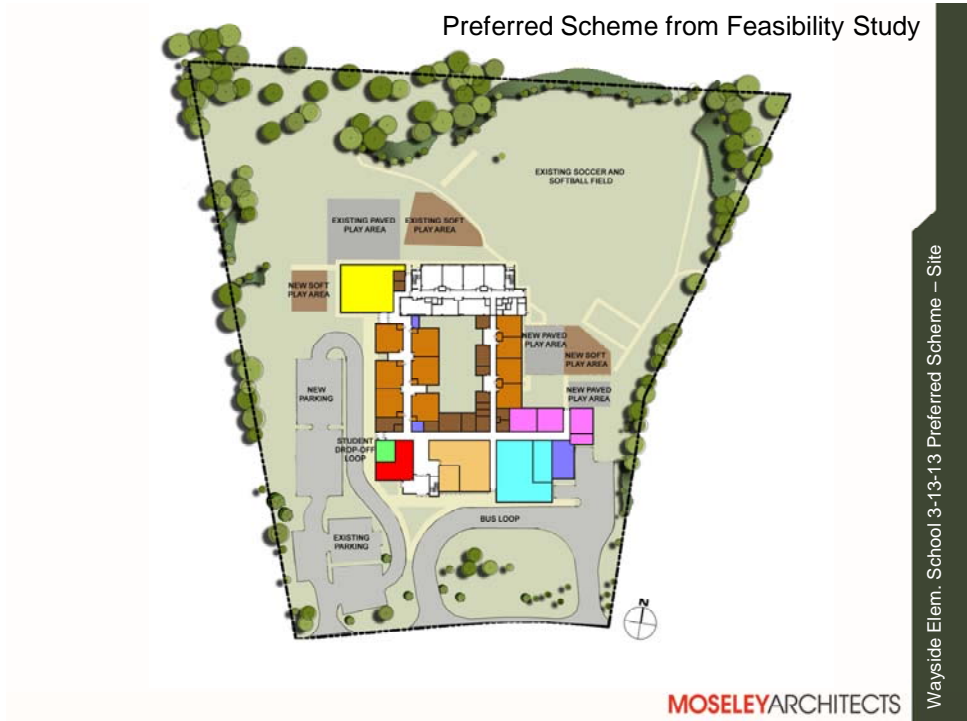 Preferred Scheme from Feasibility Study
EXISTING SOCCER AND
SOFTBALL FIELD
EXISTING PAVED
PLAY AREA
EXISTING SOFT
PLAY AREA
NEW SOFT
PLAY AREA
NEW PAVED
PLAY AREA
NEW SOFT
PLAY AREA
NEW PAVED
PLAY AREA
NEW
PARKING
STUDENT
DROP-OFF
LOOP
BUS LOOP
EXISTING
PARKING
N
Wayside Elem. School 3-13-13 Preferred Scheme – Site
MOSELEYARCHITECTS